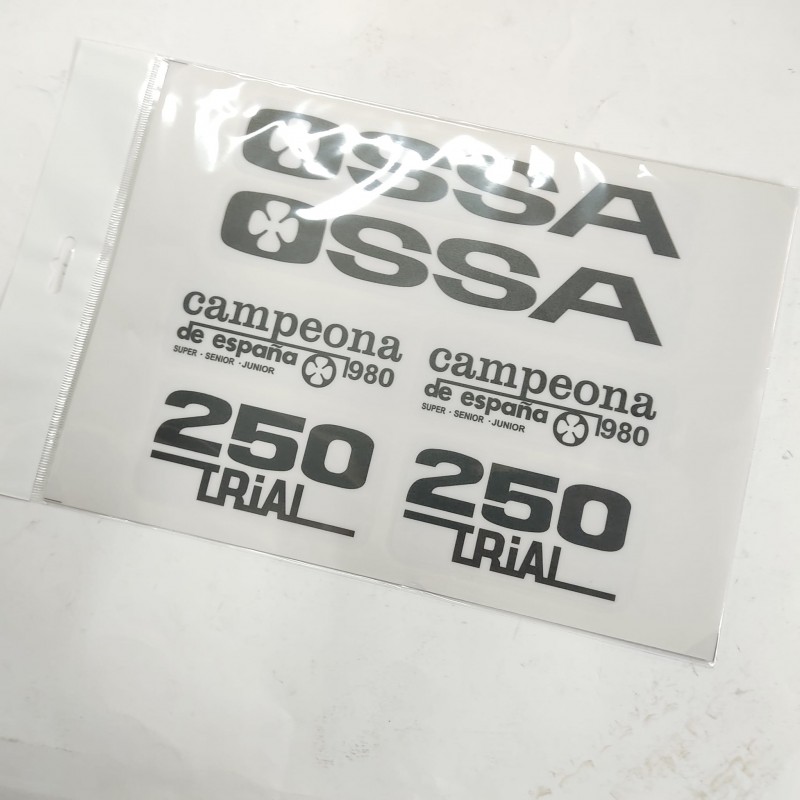 OSSA
OSSA
campeona
de españa
SUPER · SENIOR · JUNIOR
1980
campeona
de españa
SUPER · SENIOR · JUNIOR
1980
250
TRiAL
250
TRiAL